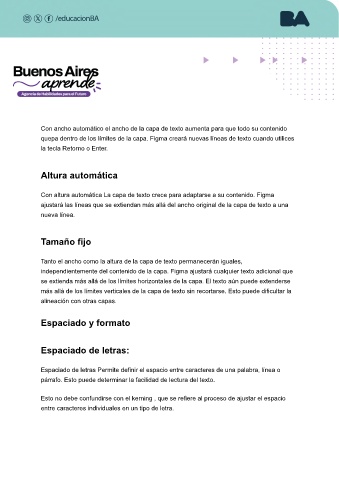 /educacionBA
BA
Buenos Aires
aprende
Agencia de Habilidades para el Futuro
Con ancho automático el ancho de la capa de texto aumenta para que todo su contenido
quepa dentro de los límites de la capa. Figma creará nuevas líneas de texto cuando utilices
la tecla Retorno o Enter.
Altura automática
Con altura automática La capa de texto crece para adaptarse a su contenido. Figma
ajustará las líneas que se extiendan más allá del ancho original de la capa de texto a una
nueva línea.
Tamaño fijo
Tanto el ancho como la altura de la capa de texto permanecerán iguales,
independientemente del contenido de la capa. Figma ajustará cualquier texto adicional que
se extienda más allá de los límites horizontales de la capa. El texto aún puede extenderse
más allá de los límites verticales de la capa sin recortarse. Esto puede dificultar la
alineación con otras capas.
Espaciado y formato
Espaciado de letras:
Espaciado de letras Permite definir el espacio entre caracteres de una palabra, línea o
párrafo. Esto puede determinar la facilidad de lectura del texto.
Esto no debe confundirse con el kerning , que se refiere al proceso de ajustar el espacio
entre caracteres individuales en un tipo de letra.